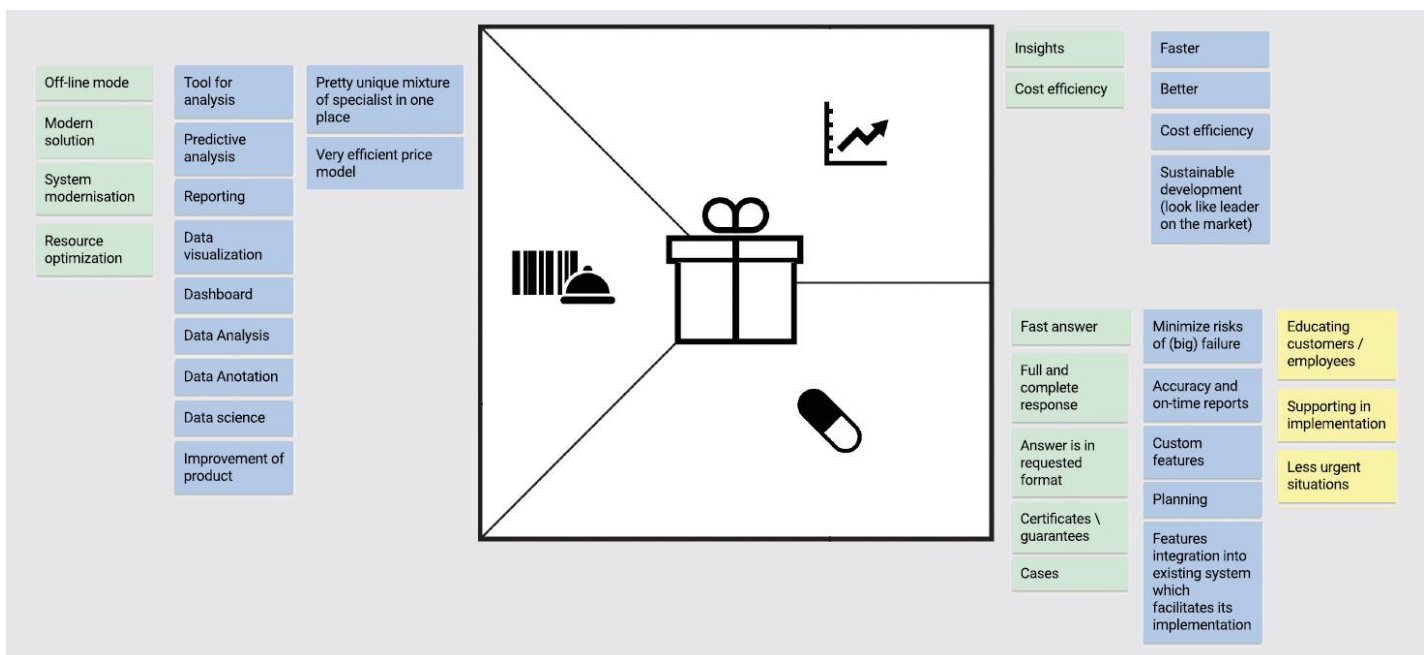 Off-line mode
Modern
solution
System
modernisation
Resource
optimization
Tool for
analysis
Predictive
analysis
Reporting
Data
visualization
Dashboard
Data Analysis
Data Anotation
Data science
Improvement of
product
Pretty unique mixture
of specialist in one
place
Very efficient price
model
Insights
Cost efficiency
Faster
Better
Cost efficiency
Sustainable
development
(look like leader
on the market)
Fast answer
Full and
complete
response
Answer is in
requested
format
Certificates \
guarantees
Cases
Minimize risks
of (big) failure
Accuracy and
on-time reports
Custom
features
Planning
Features
integration into
existing system
which
facilitates its
implementation
Educating
customers /
employees
Supporting in
implementation
Less urgent
situations